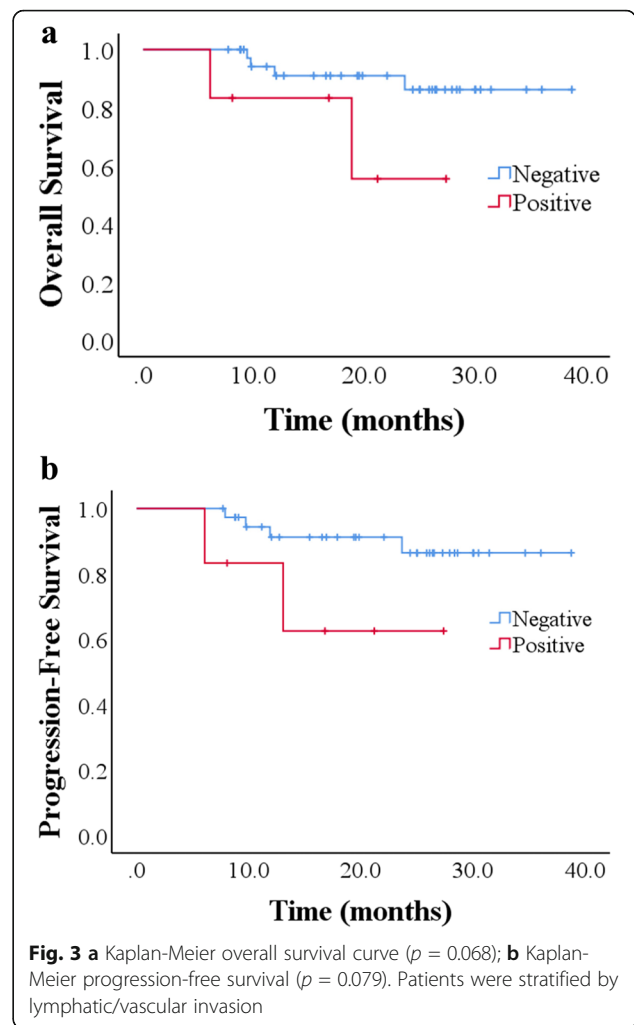 a
Overall Survival
1.0
0.8
0.6
0.4
0.2
0.0
Negative
Positive
.0 10.0 20.0 30.0 40.0
Time (months)
b
Progression-Free Survival
1.0
0.8
0.6
0.4
0.2
0.0
Negative
Positive
.0 10.0 20.0 30.0 40.0
Time (months)
Fig. 3 a Kaplan-Meier overall survival curve (p = 0.068); b Kaplan-
Meier progression-free survival (p = 0.079). Patients were stratified by
lymphatic/vascular invasion